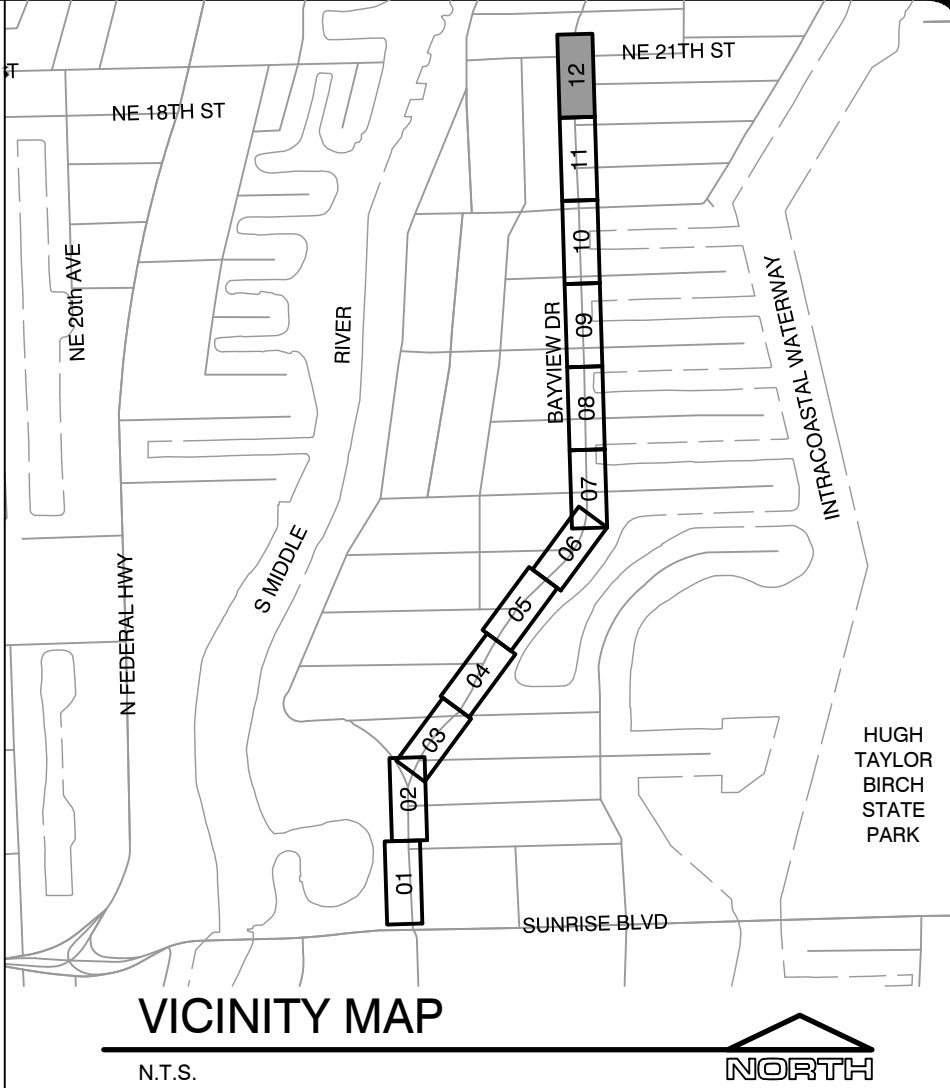 NE 21TH ST
T
12
NE 18TH ST
11
10
NE 20th AVE
INTRACOASTAL WATERWAY
RIVER
BAYVIEW DR
09
08
07
06
S MIDDLE
05
N FEDERAL HWY
04
03
HUGH
TAYLOR
BIRCH
STATE
PARK
02
01
SUNRISE BLVD
VICINITY MAP
N.T.S.
NORTH